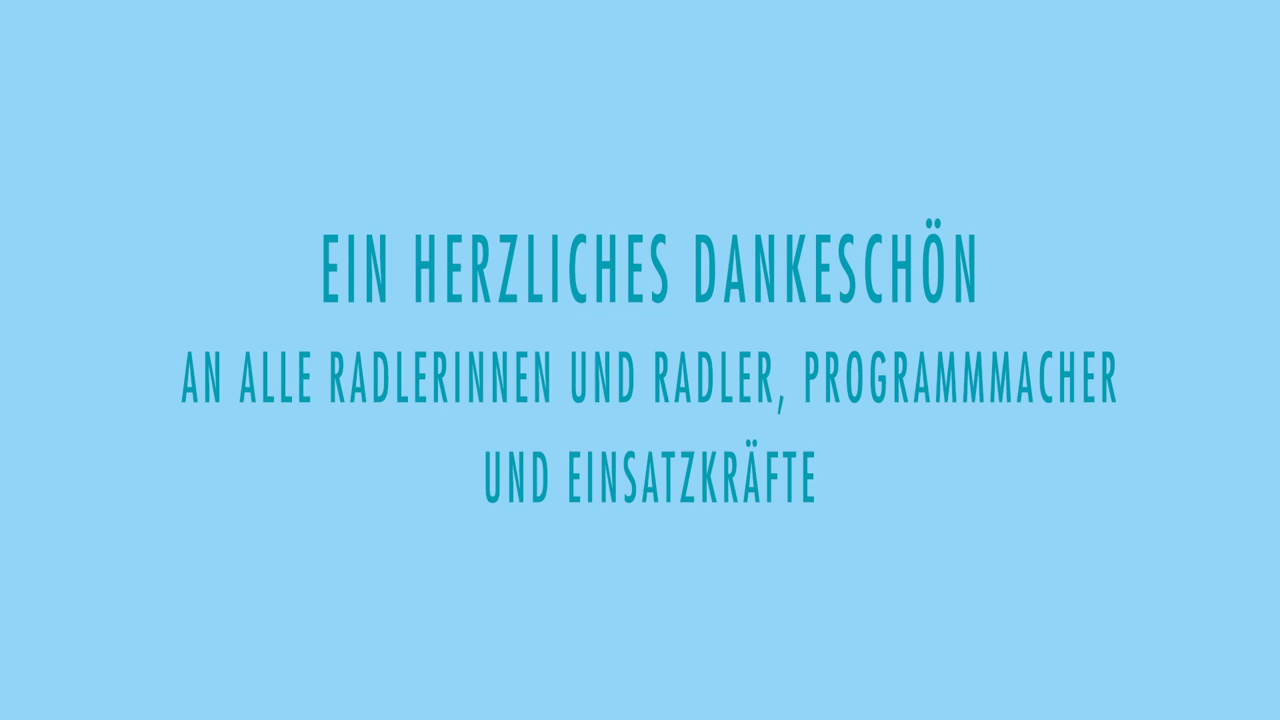 EIN HERZLICHES DANKESCHÖN
AN ALLE RADLERINNEN UND RADLER, PROGRAMMMACHER
UND EINSATZKRÄFTE